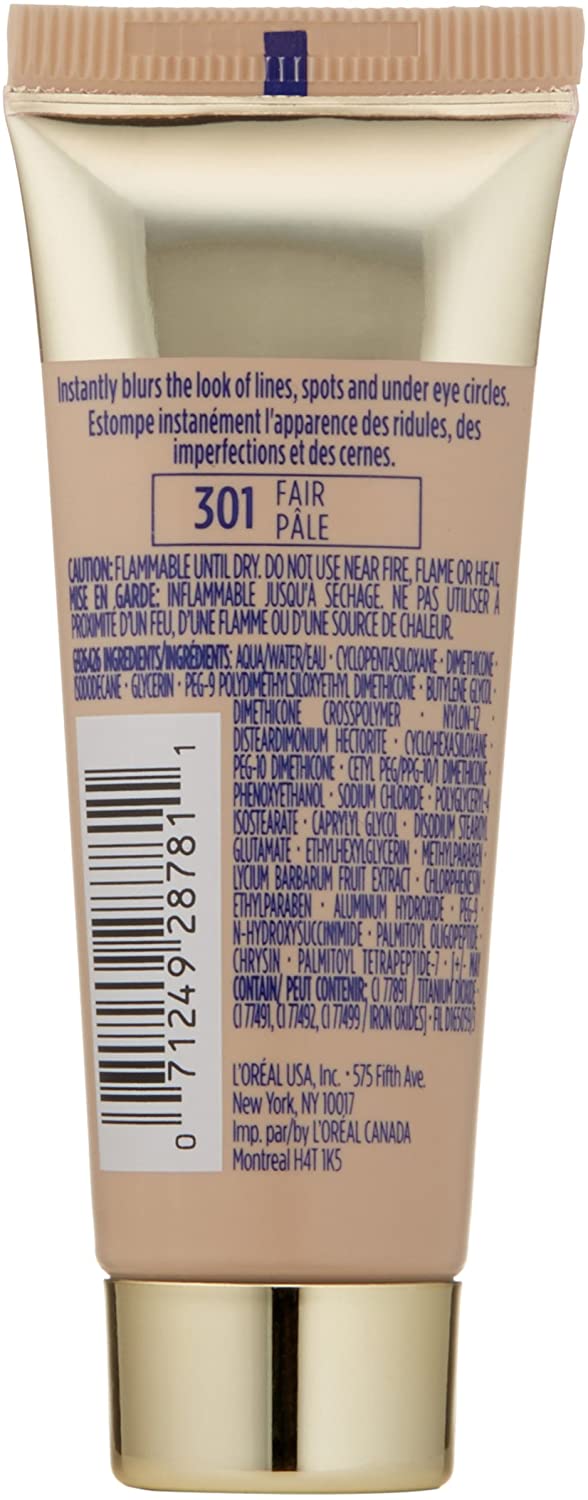 Instantly blurs the look of lines, spots and under eye circles.
Estompe instanément l'apparence des ridules, des
imperfections et des cernes.
301 FAIR
PÂLE
CAUTION: FLAMMABLE UNTIL DRY. DO NOT USE NEAR FIRE, FLAME OR HEAT.
MISE EN GARDE: INFLAMMABLE JUSQU'A SÉCHAGE. NE PAS UTILISER À
PROXIMITÉ D'UN FEU, D'UNE FLAMME OU D'UNE SOURCE DE CHALEUR.
INGREDIENTS/INGRÉDIENTS: AQUA/WATER/EAU · CYCLOPENTASILOXANE · DIMETHICONE
ISODODECANE · GLYCERIN · PEG-9 POLYDIMETHYLSILOXYETHYL DIMETHICONE · BUTYLENE GLYCOL
DIMETHICONE CROSSPOLYMER · NYLON-12
DISTEARDIMONIUM HECTORITE · CYCLOHEXASILOXANE
PEG-10 DIMETHICONE · CETYL PEG/PPG-10/1 DIMETHICONE
PHENOXYETHANOL · SODIUM CHLORIDE · POLYGLYCERYL-4
ISOSTEARATE · CAPRYLYL GLYCOL · DISODIUM STEAROYL
GLUTAMATE · ETHYLHEXYLGLYCERIN · METHYLPARABEN
LYCIUM BARBARUM FRUIT EXTRACT · CHLORPHENESIN
ETHYLPARABEN · ALUMINUM HYDROXIDE · PEG-9
N-HYDROXYSUCCINIMIDE · PALMITOYL OLIGOPEPTIDE
CHRYSIN · PALMITOYL TETRAPEPTIDE-7 · [+/- MAY
CONTAIN/ PEUT CONTENIR: CI 77891 / TITANIUM DIOXIDE
CI 77491, CI 77492, CI 77499 / IRON OXIDES] · FIL
0 71249 28781 1
L'ORÉAL USA, Inc. · 575 Fifth Ave.
New York, NY 10017
Imp. par/by L'ORÉAL CANADA
Montreal H4T 1K5